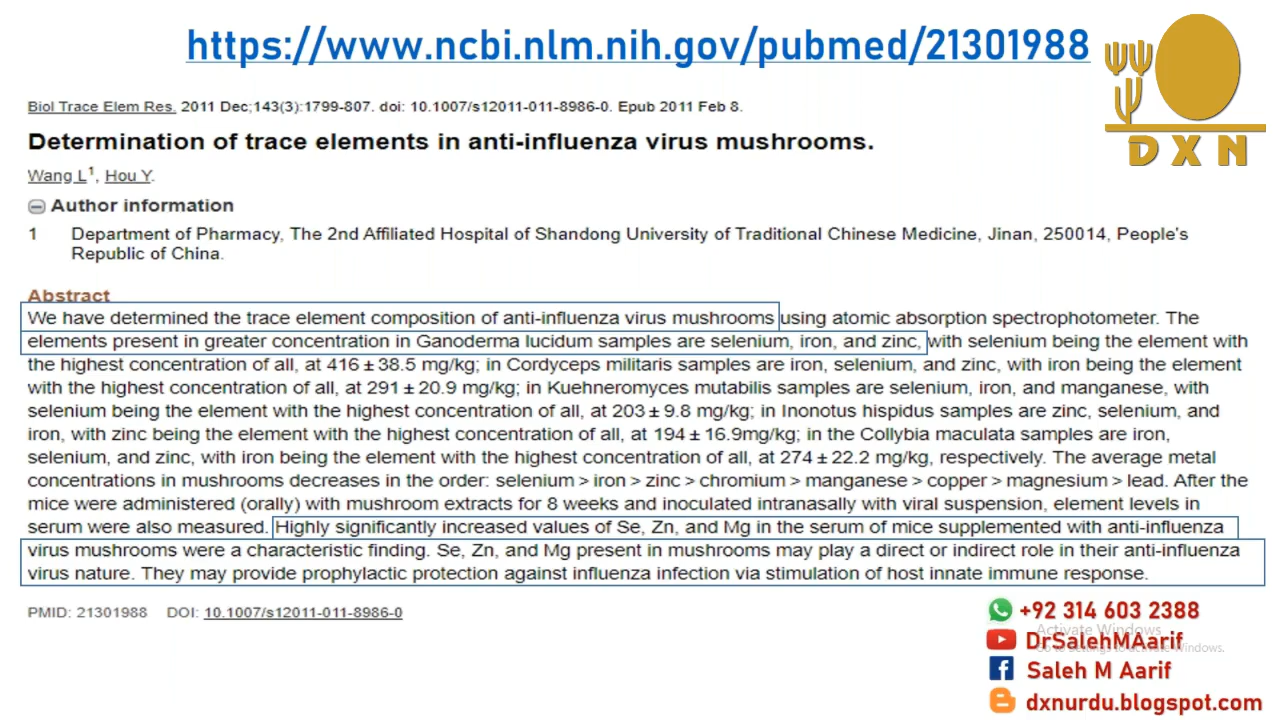 https://www.ncbi.nlm.nih.gov/pubmed/21301988
DXN
Biol Trace Elem Res. 2011 Dec;143(3):1799-807. doi: 10.1007/s12011-011-8986-0. Epub 2011 Feb 8.
Determination of trace elements in anti-influenza virus mushrooms.
Wang L1, Hou Y.
Author information
1 Department of Pharmacy, The 2nd Affiliated Hospital of Shandong University of Traditional Chinese Medicine, Jinan, 250014, People's
Republic of China.
Abstract
We have determined the trace element composition of anti-influenza virus mushrooms using atomic absorption spectrophotometer. The
elements present in greater concentration in Ganoderma lucidum samples are selenium, iron, and zinc, with selenium being the element with
the highest concentration of all, at 416 ± 38.5 mg/kg; in Cordyceps militaris samples are iron, selenium, and zinc, with iron being the element
with the highest concentration of all, at 291 ± 20.9 mg/kg; in Kuehneromyces mutabilis samples are selenium, iron, and manganese, with
selenium being the element with the highest concentration of all, at 203 ± 9.8 mg/kg; in Inonotus hispidus samples are zinc, selenium, and
iron, with zinc being the element with the highest concentration of all, at 194 ± 16.9mg/kg; in the Collybia maculata samples are iron,
selenium, and zinc, with iron being the element with the highest concentration of all, at 274 ± 22.2 mg/kg, respectively. The average metal
concentrations in mushrooms decreases in the order: selenium > iron > zinc > chromium > manganese > copper > magnesium > lead. After the
mice were administered (orally) with mushroom extracts for 8 weeks and inoculated intranasally with viral suspension, element levels in
serum were also measured. Highly significantly increased values of Se, Zn, and Mg in the serum of mice supplemented with anti-influenza
virus mushrooms were a characteristic finding. Se, Zn, and Mg present in mushrooms may play a direct or indirect role in their anti-influenza
virus nature. They may provide prophylactic protection against influenza infection via stimulation of host innate immune response.
PMID: 21301988 DOI: 10.1007/s12011-011-8986-0
+92 314 603 2388
Activate Windows
DrSalehMAarif
Go to Settings to activate Windows.
Saleh M Aarif
dxnurdu.blogspot.com